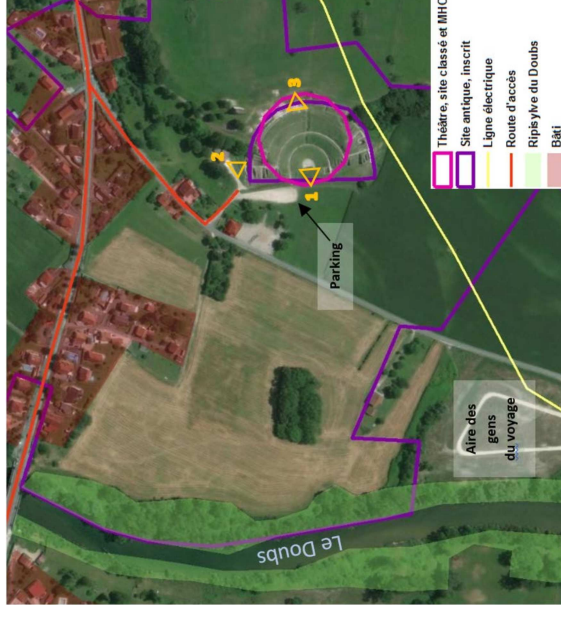 2
3
1
Parking
Aire des
gens
du voyage
Le Doubs
Théâtre, site classé et MHC
Site antique, inscrit
Ligne électrique
Route d'accès
Ripisylve du Doubs
Bâti